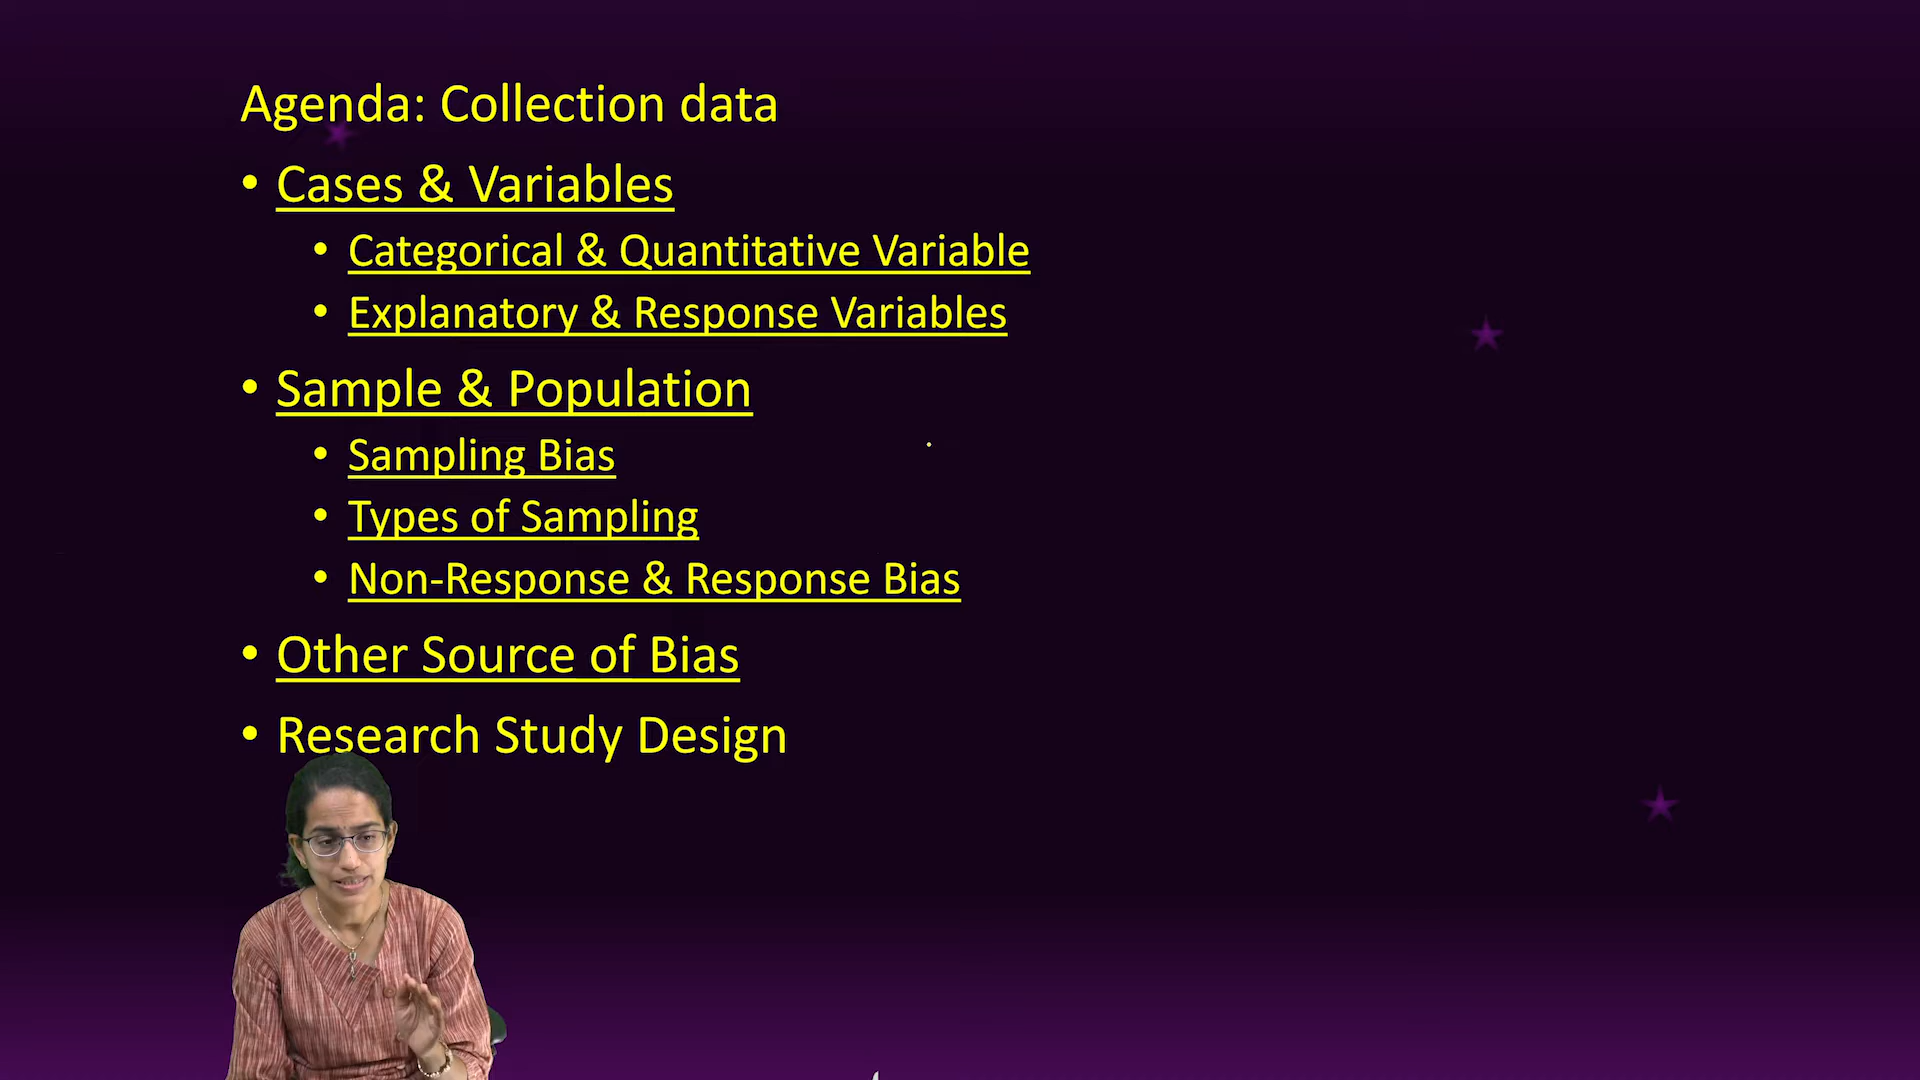 Agenda: Collection data
• Cases & Variables
• Categorical & Quantitative Variable
• Explanatory & Response Variables
• Sample & Population
• Sampling Bias
• Types of Sampling
• Non-Response & Response Bias
• Other Source of Bias
• Research Study Design